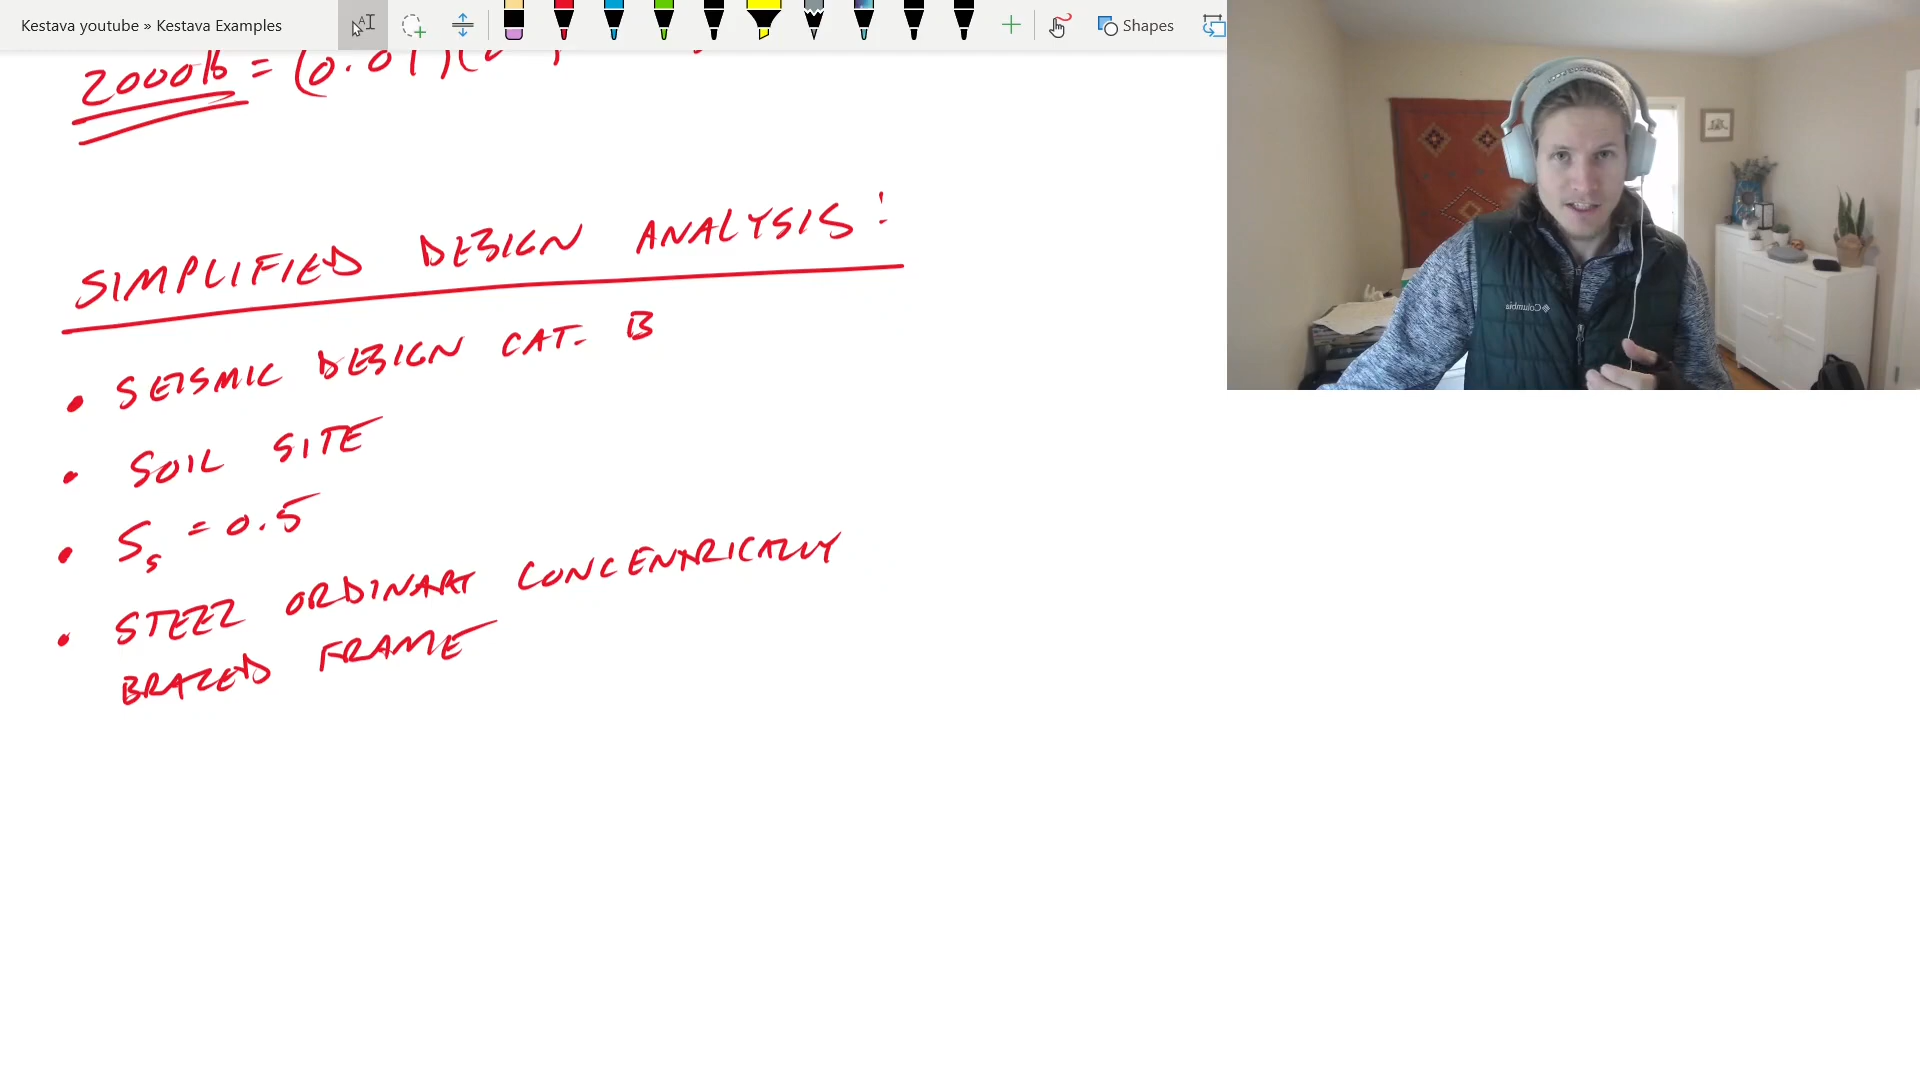 Kestava youtube » Kestava Examples
Shapes
2000lb = (0.01)(
SIMPLIFIED DESIGN ANALYSIS:
• SEISMIC DESIGN CAT. B
• SOIL SITE
• Ss = 0.5
• STEEL ORDINARY CONCENTRICALLY
BRACED FRAME
Columbia